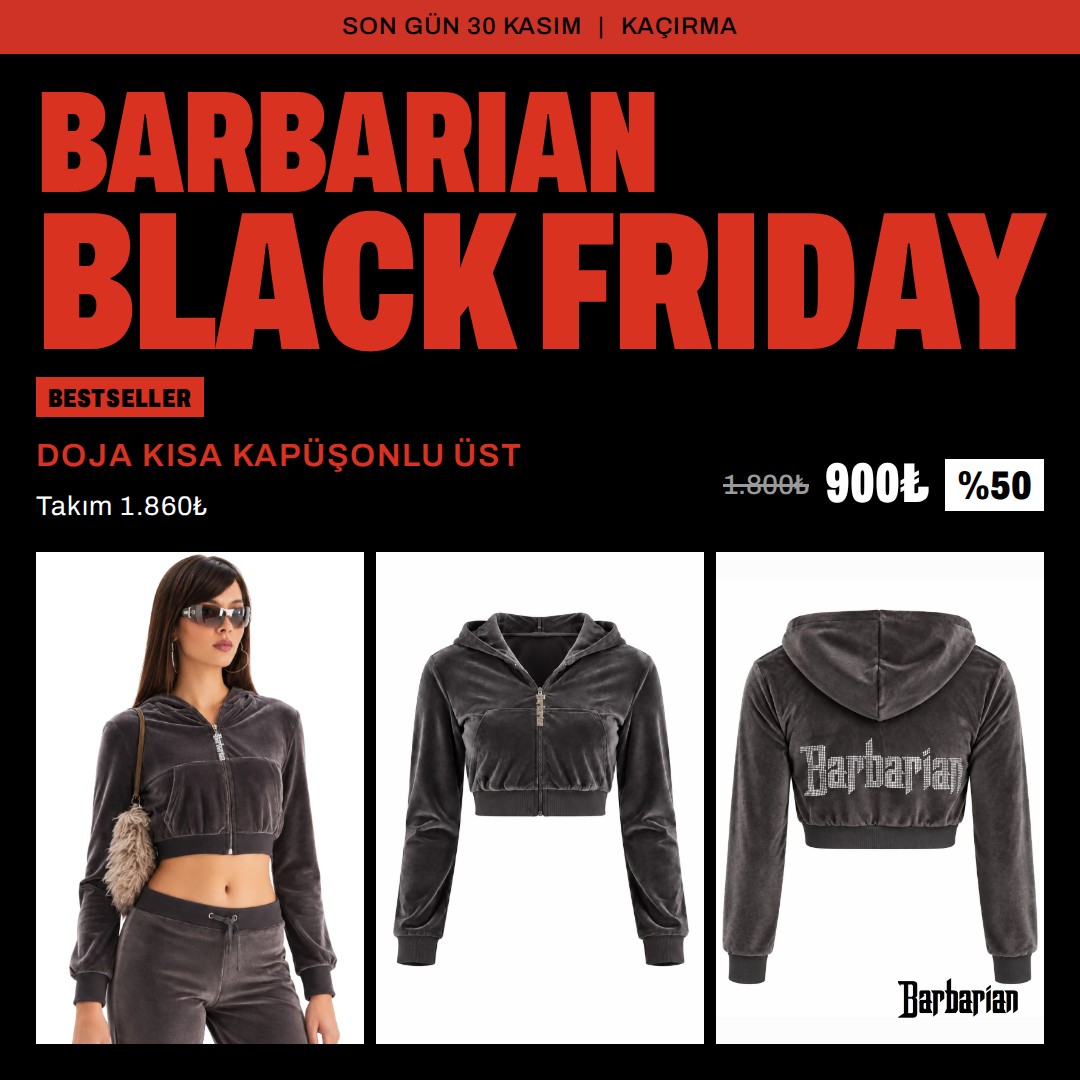 SON GÜN 30 KASIM | KAÇIRMA
BARBARIAN
BLACK FRIDAY
BESTSELLER
DOJA KISA KAPÜŞONLU ÜST
Takım 1.860₺
1.800₺ 900₺ %50
Barbarian
Barbarian